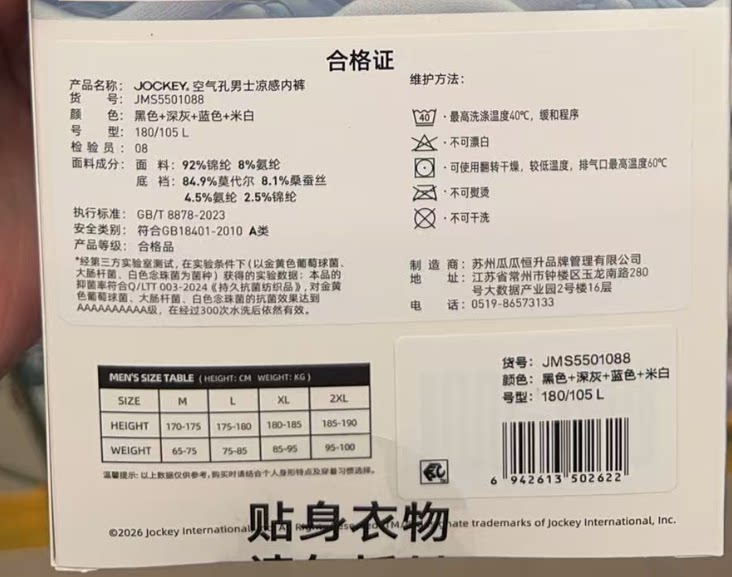 合格证
产品名称: JOCKEY. 空气孔男士凉感内裤
货 号: JMS5501088
颜 色: 黑色+深灰+蓝色+米白
号 型: 180/105 L
检验员: 08
面料成分: 面 料: 92%锦纶 8%氨纶
底 裆: 84.9%莫代尔 8.1%桑蚕丝
4.5%氨纶 2.5%锦纶
执行标准: GB/T 8878-2023
安全类别: 符合GB18401-2010 A类
产品等级: 合格品
*经第三方实验室测试，在实验条件下(以金黄色葡萄球菌、
大肠杆菌、白色念珠菌为菌种）获得的实验数据：本品的
抑菌率符合Q/LTT 003-2024《持久抗菌纺织品》,对金黄
色葡萄球菌、大肠杆菌、白色念珠菌的抗菌效果达到
AAAAAAAAAA级，在经过300次水洗后依然有效。
维护方法:
40 · 最高洗涤温度40℃，缓和程序
· 不可漂白
· 可使用翻转干燥，较低温度，排气口最高温度60℃
· 不可熨烫
· 不可干洗
制造商: 苏州瓜瓜恒升品牌管理有限公司
地 址: 江苏省常州市钟楼区玉龙南路280
号大数据产业园2号楼16层
电 话: 0519-86573133
MEN'S SIZE TABLE ( HEIGHT: CM WEIGHT: KG )
SIZE M L XL 2XL
HEIGHT 170-175 175-180 180-185 185-190
WEIGHT 65-75 75-85 85-95 95-100
温馨提示: 以上数据仅供参考，购买时请结合个人身形特点及穿着习惯选择。
货号: JMS5501088
颜色: 黑色+深灰+蓝色+米白
号型: 180/105 L
6 942613 502622
贴身衣物
©2026 Jockey International, All Rights trademarks of Jockey International, Inc.